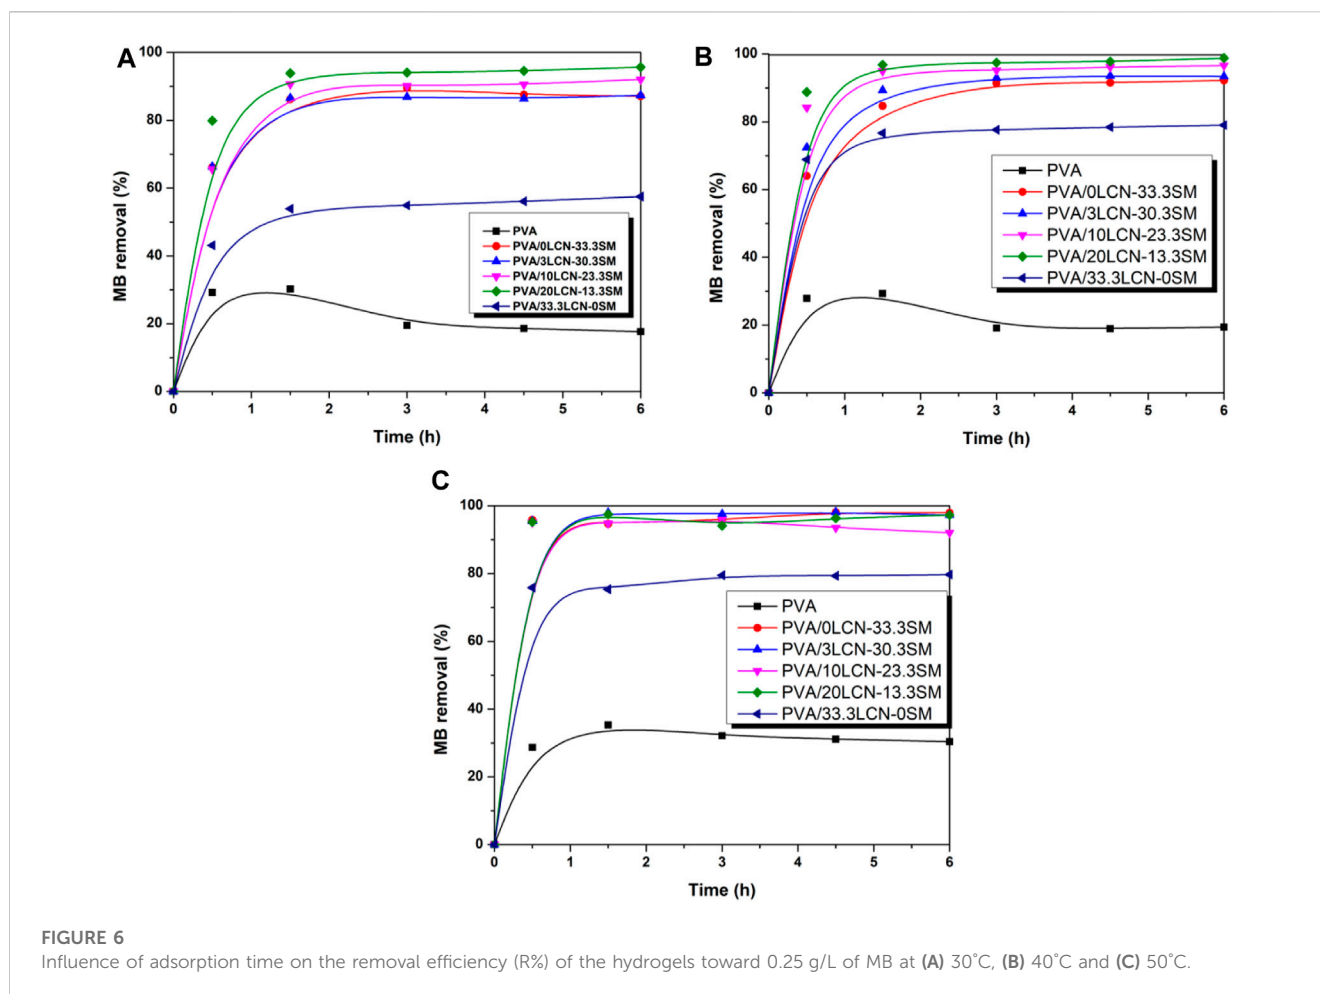 A
MB removal (%)
100
80
60
40
20
0
0
1
2
3
4
5
6
Time (h)
PVA
PVA/0LCN-33.3SM
PVA/3LCN-30.3SM
PVA/10LCN-23.3SM
PVA/20LCN-13.3SM
PVA/33.3LCN-0SM
B
MB removal (%)
100
80
60
40
20
0
0
1
2
3
4
5
6
Time (h)
PVA
PVA/0LCN-33.3SM
PVA/3LCN-30.3SM
PVA/10LCN-23.3SM
PVA/20LCN-13.3SM
PVA/33.3LCN-0SM
C
MB removal (%)
100
80
60
40
20
0
0
1
2
3
4
5
6
Time (h)
PVA
PVA/0LCN-33.3SM
PVA/3LCN-30.3SM
PVA/10LCN-23.3SM
PVA/20LCN-13.3SM
PVA/33.3LCN-0SM
FIGURE 6
Influence of adsorption time on the removal efficiency (R%) of the hydrogels toward 0.25 g/L of MB at (A) 30°C, (B) 40°C and (C) 50°C.